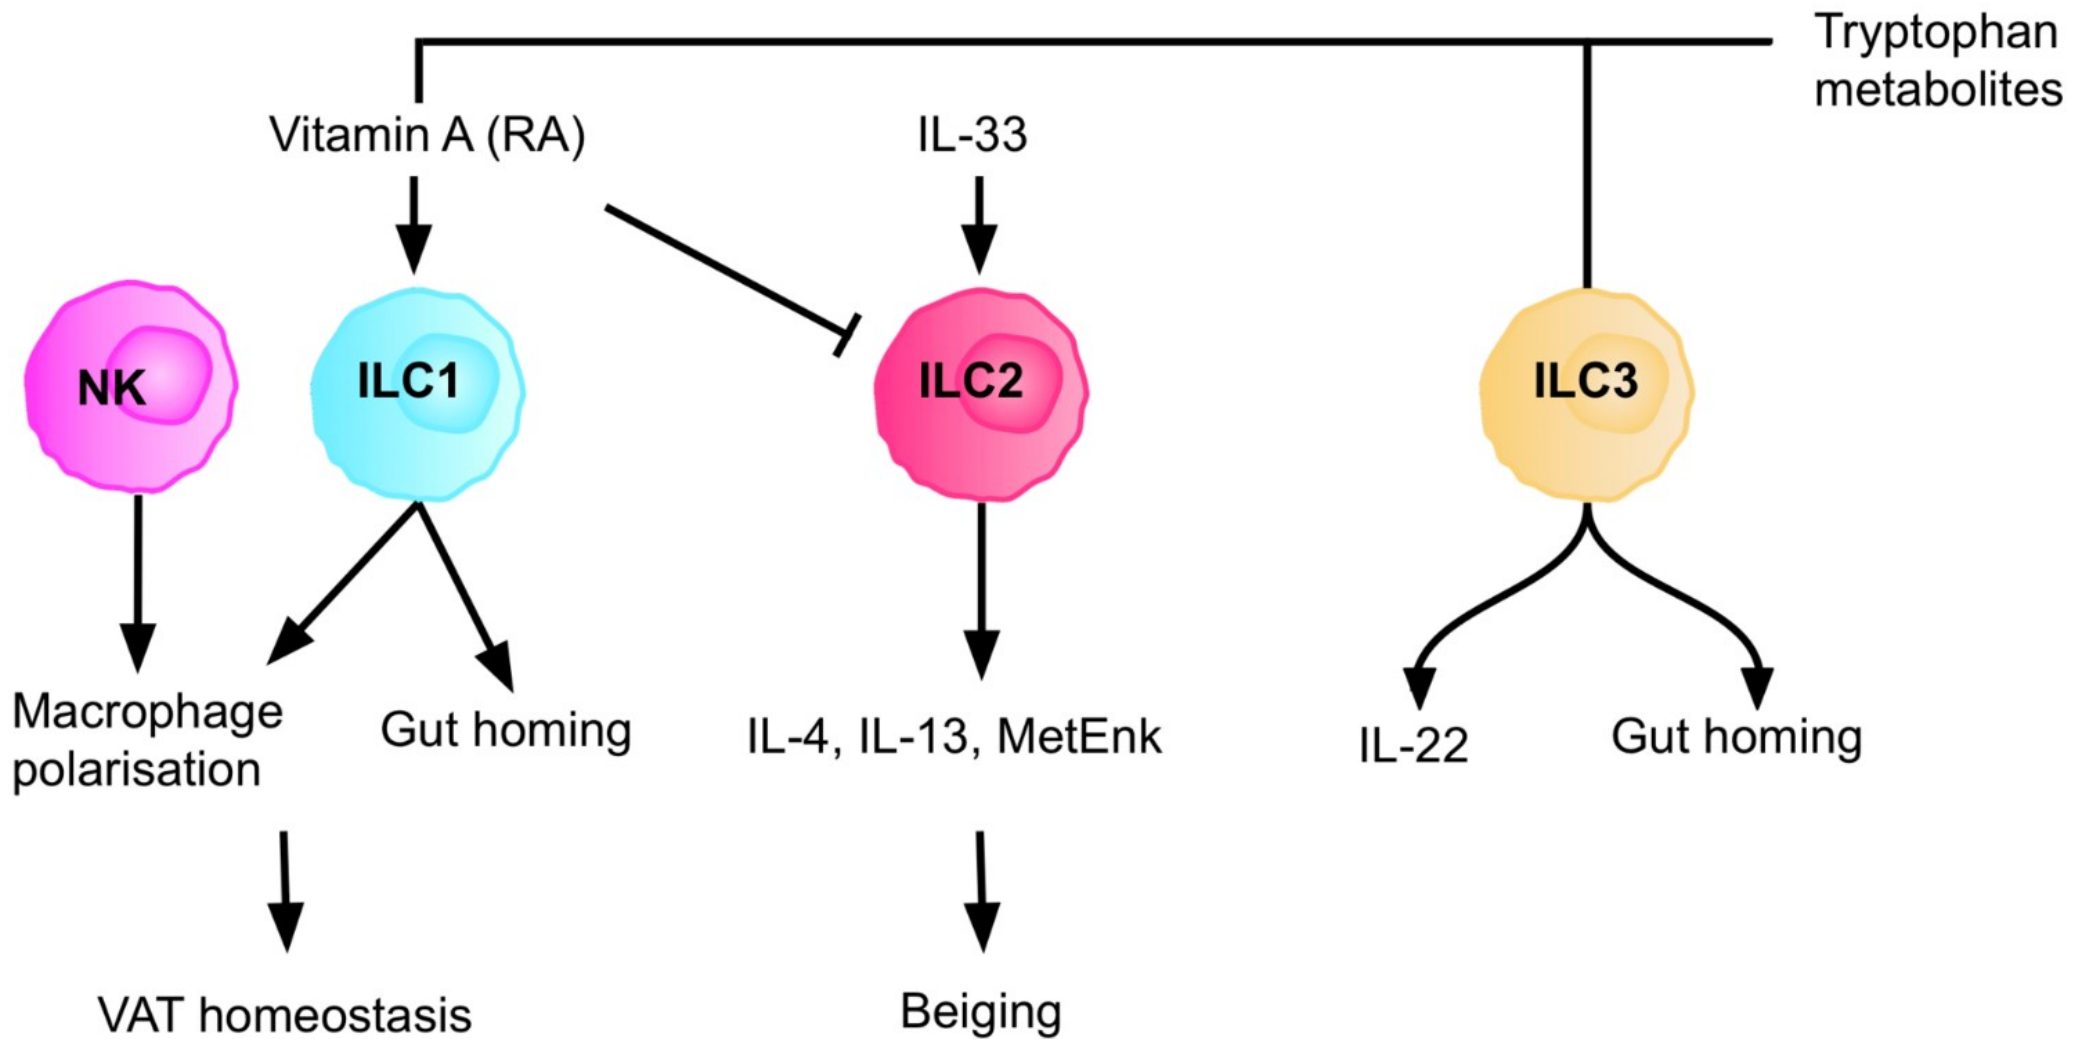 Tryptophan
metabolites
Vitamin A (RA)
IL-33
NK
ILC1
ILC2
ILC3
Macrophage
polarisation
Gut homing
IL-4, IL-13, MetEnk
IL-22
Gut homing
VAT homeostasis
Beiging